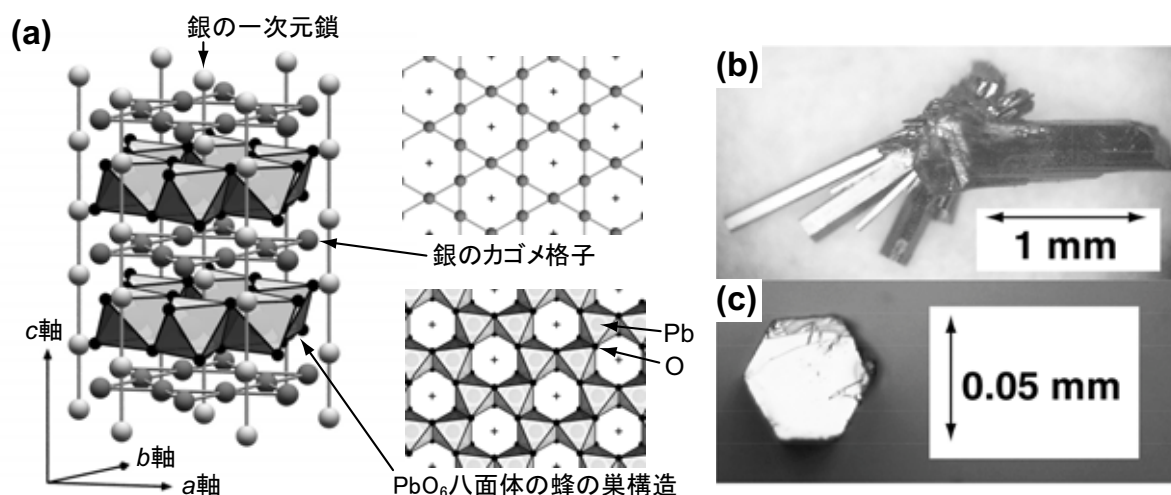 (a)
銀の一次元鎖
銀のカゴメ格子
Pb
O
c軸
b軸
a軸
PbO₆八面体の蜂の巣構造
(b)
1 mm
(c)
0.05 mm